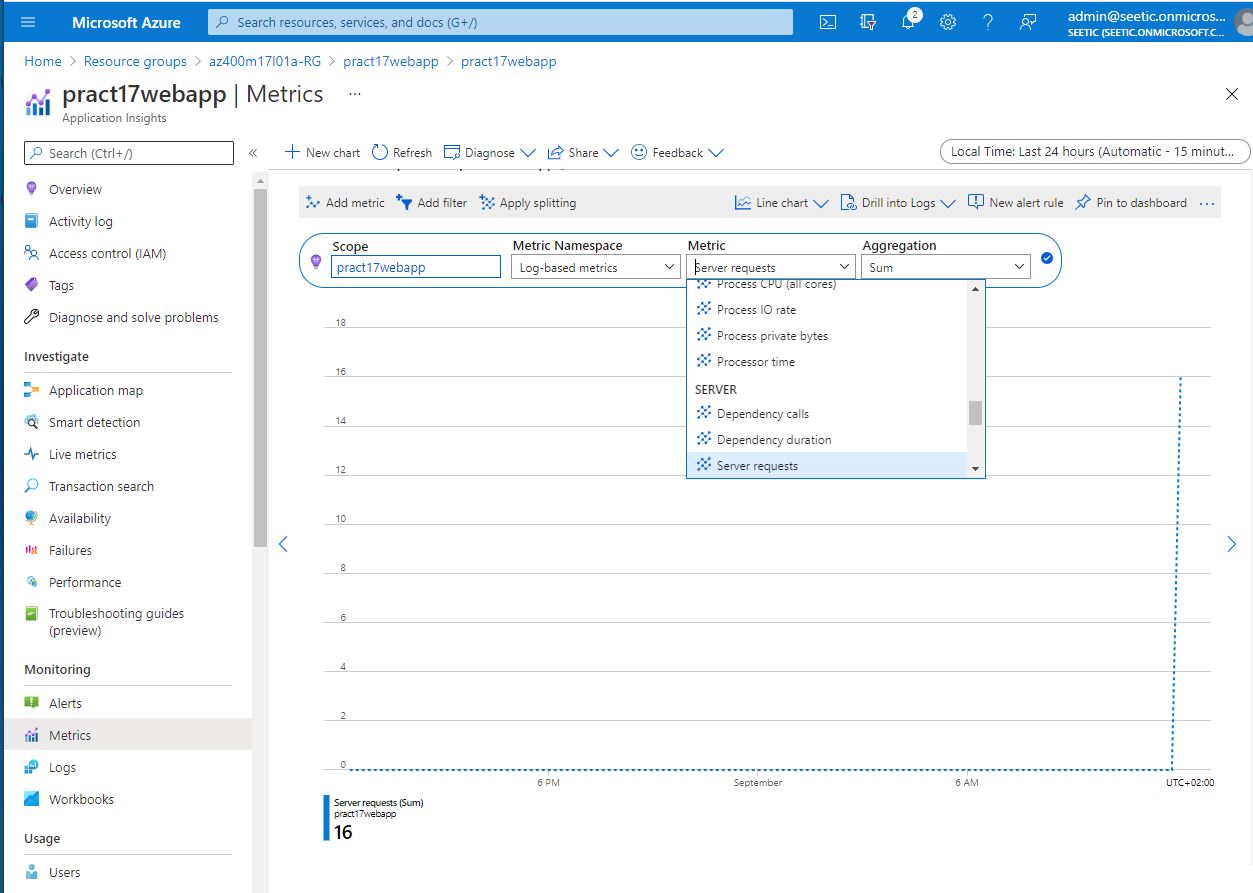 Microsoft Azure
Search resources, services, and docs (G+/)
2
admin@seetic.onmicros...
SEETIC (SEETIC.ONMICROSOFT.C...
Home > Resource groups > az400m17l01a-RG > pract17webapp > pract17webapp
pract17webapp | Metrics ...
Application Insights
Search (Ctrl+/)
«
New chart
Refresh
Diagnose
Share
Feedback
Local Time: Last 24 hours (Automatic - 15 minut...
Overview
Activity log
Access control (IAM)
Tags
Diagnose and solve problems
Investigate
Application map
Smart detection
Live metrics
Transaction search
Availability
Failures
Performance
Troubleshooting guides
(preview)
Monitoring
Alerts
Metrics
Logs
Workbooks
Usage
Users
Add metric
Add filter
Apply splitting
Line chart
Drill into Logs
New alert rule
Pin to dashboard
...
Scope
pract17webapp
Metric Namespace
Log-based metrics
Metric
Server requests
Aggregation
Sum
Process CPU (all cores)
Process IO rate
Process private bytes
Processor time
SERVER
Dependency calls
Dependency duration
Server requests
18
16
14
12
10
8
6
4
2
0
6 PM
September
6 AM
UTC+02:00
Server requests (Sum)
pract17webapp
16